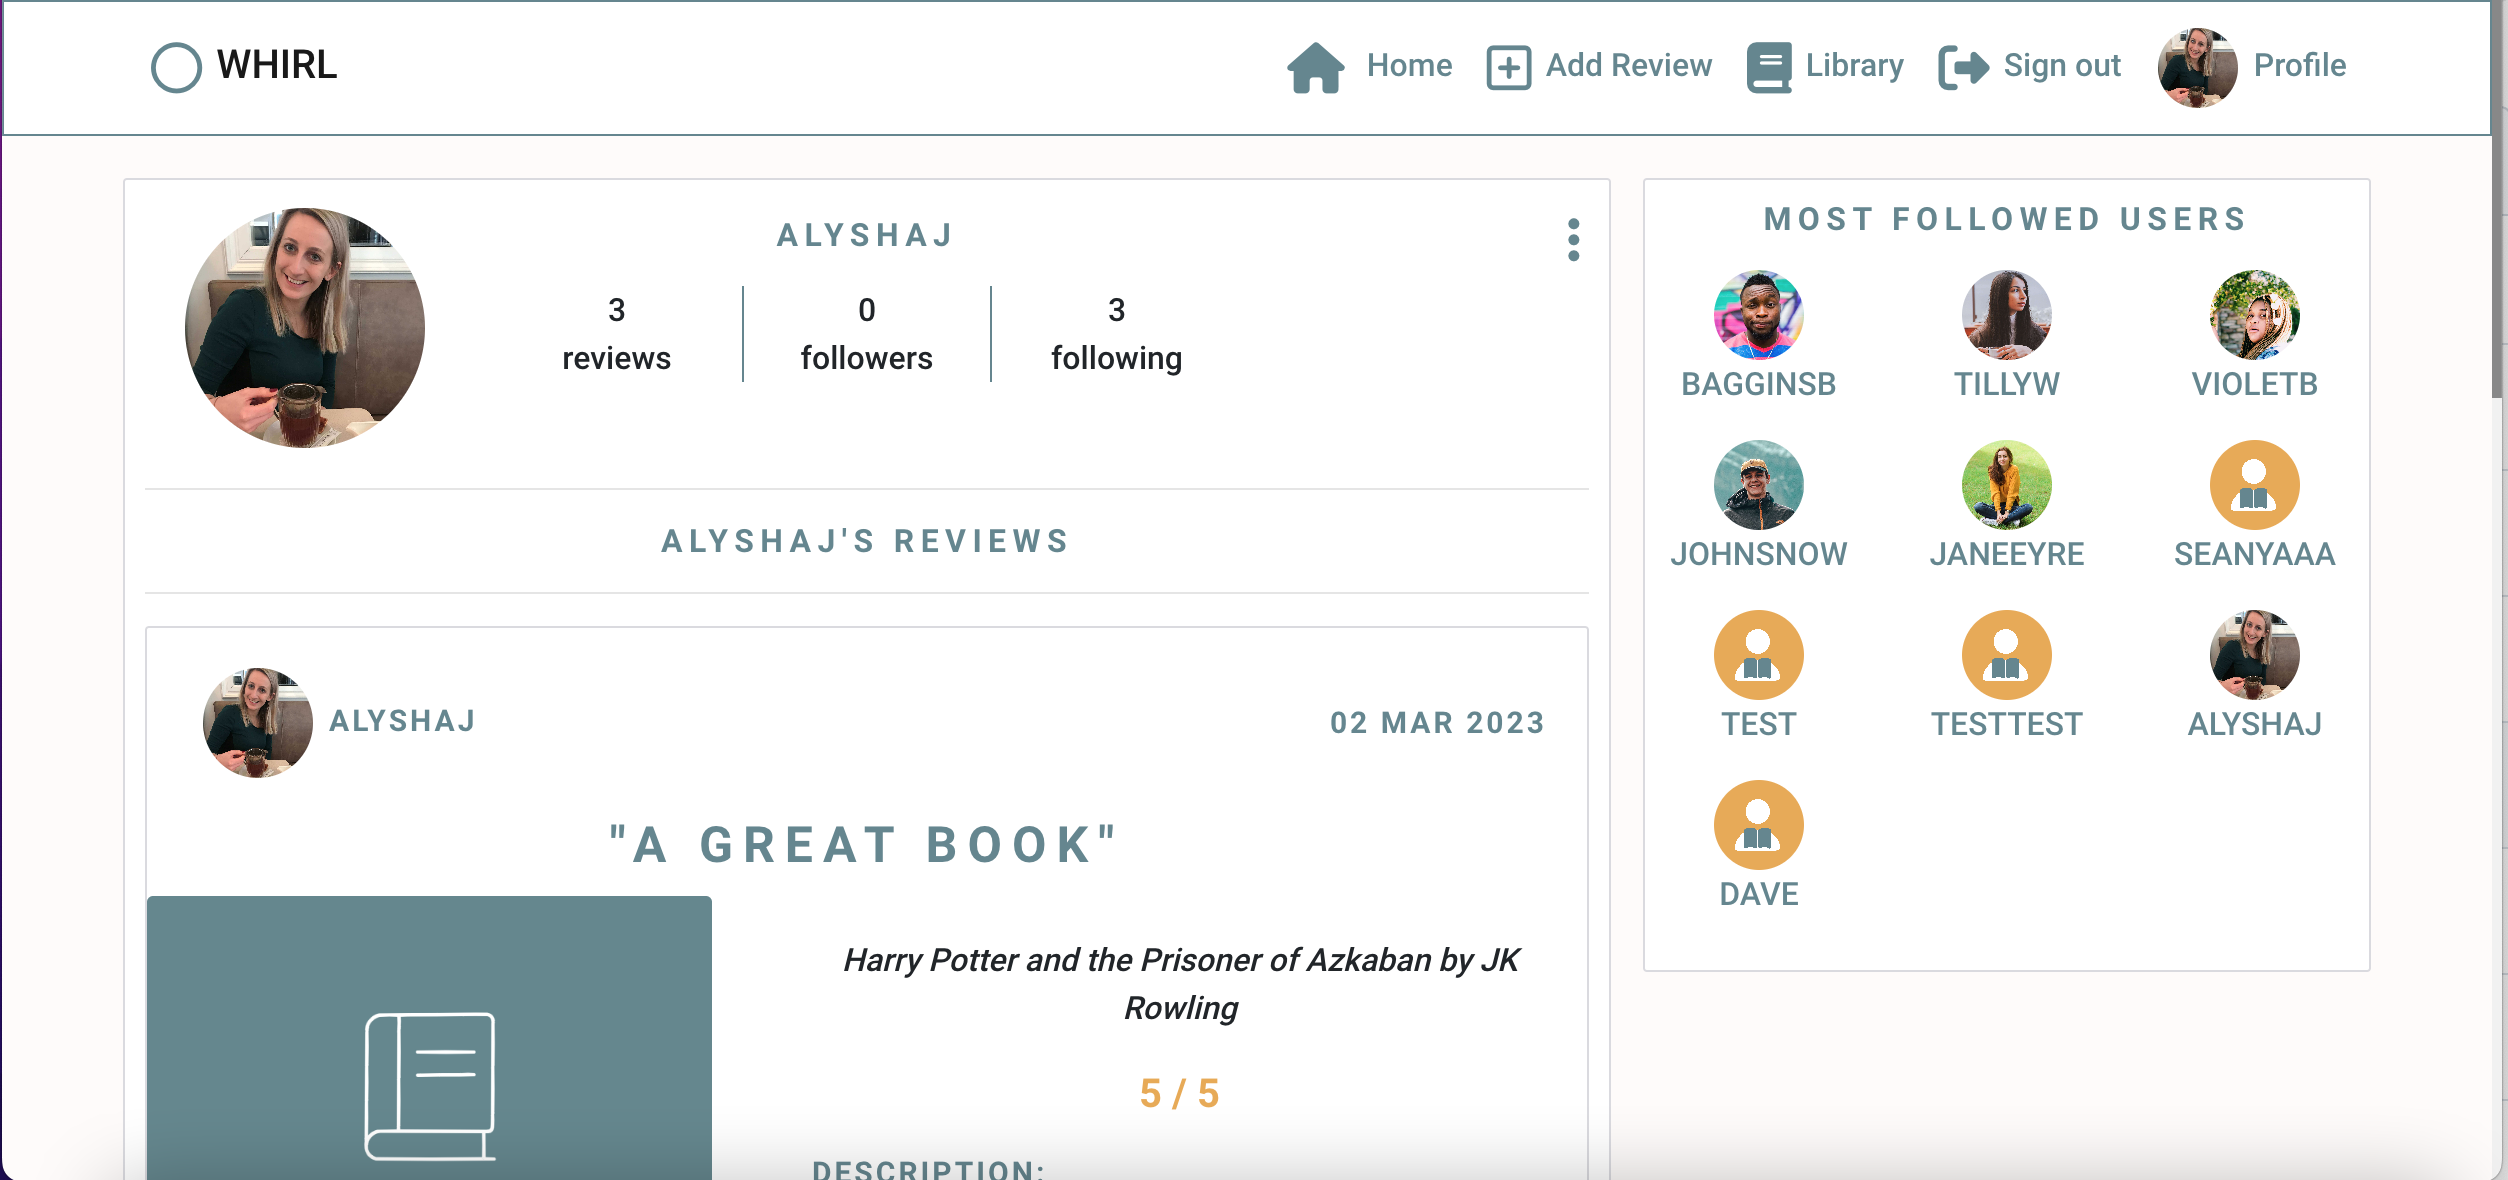 WHIRL
Home
Add Review
Library
Sign out
Profile
ALYSHAJ
3
reviews
0
followers
3
following
ALYSHAJ'S REVIEWS
ALYSHAJ
02 MAR 2023
"A GREAT BOOK"
Harry Potter and the Prisoner of Azkaban by JK
Rowling
5 / 5
DESCRIPTION:
MOST FOLLOWED USERS
BAGGINSB
TILLYW
VIOLETB
JOHNSNOW
JANEEYRE
SEANYAAA
TEST
TESTTEST
ALYSHAJ
DAVE